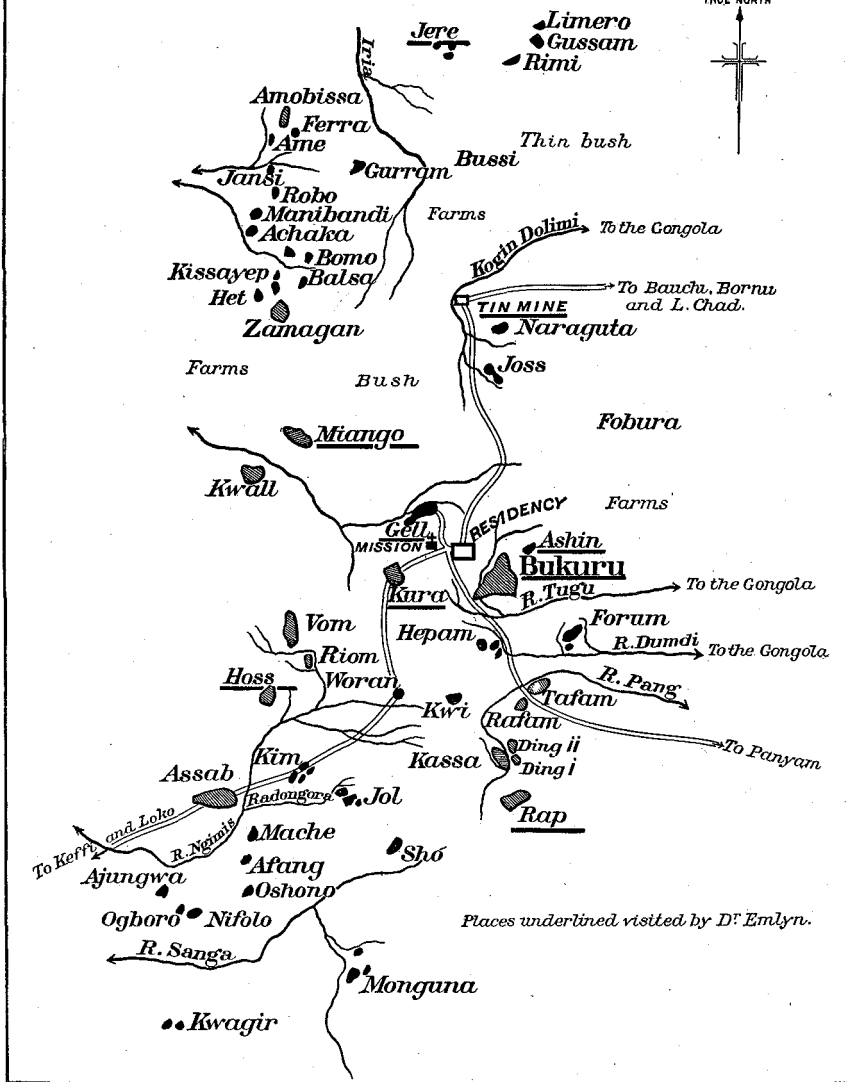 TRUE NORTH
Limero
Jere
Gussam
Rimi
Iria
Amobissa
Ferra
Ame
Thin bush
Bussi
Jansi
Gurram
Robo
Manibandi
Farms
Achaka
Kogin Dolimi
To the Gongola
Bomo
Kissayep
Balsa
Het
To Bauchi, Bornu
and L. Chad.
TIN MINE
Zamagan
Naraguta
Joss
Farms
Bush
Fobura
Miango
Kwall
Farms
RESIDENCY
Gell
MISSION
Ashin
Bukuru
To the Gongola
Kura
R. Tugu
Vom
Forum
Hepam
R. Dumdi
To the Gongola
Riom
Hoss
Woran
R. Pang
Tafam
Kwi
Rafam
Ding ii
Kassa
Ding i
To Panyam
Kim
Assab
Radongora
Jol
Rap
To Keffi and Loko
R. Ngimis
Mache
Shó
Afang
Ajungwa
Oshono
Ogboro
Nifolo
Places underlined visited by Dr. Emlyn.
R. Sanga
Monguna
Kwagir